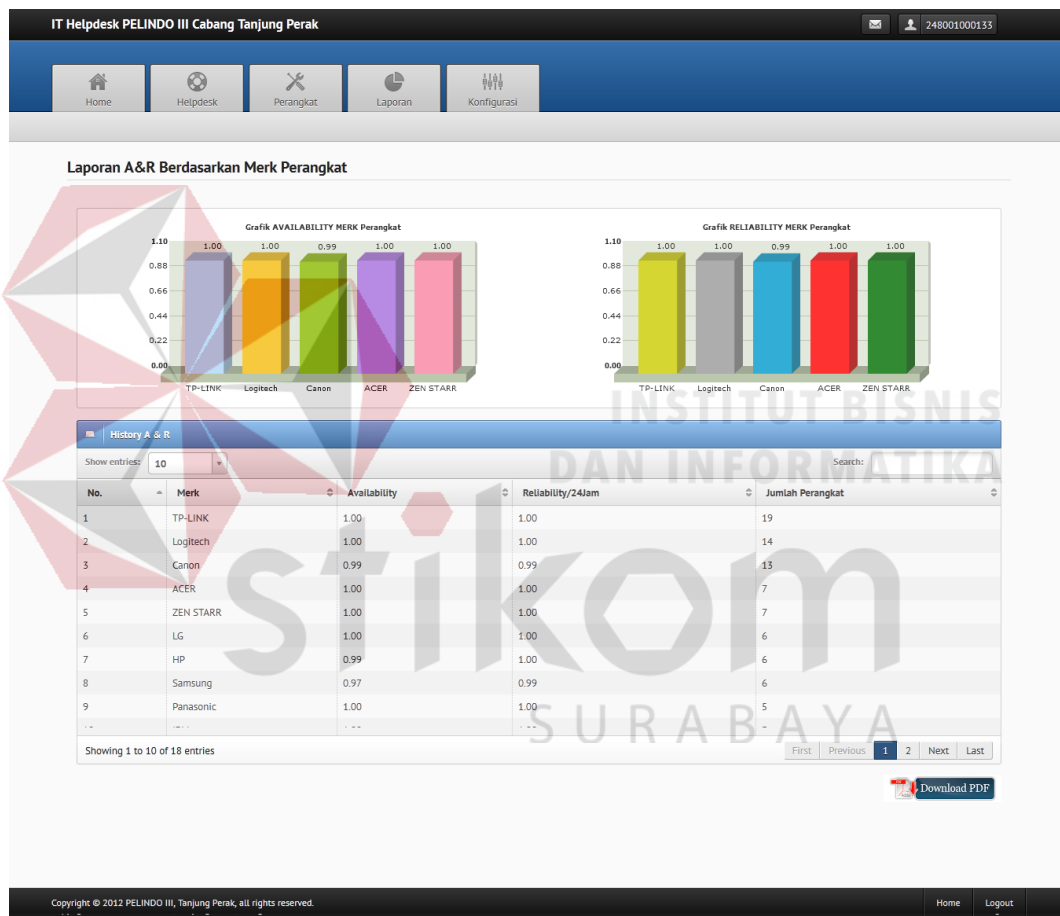 IT Helpdesk PELINDO III Cabang Tanjung Perak 248001000133
Home Helpdesk Perangkat Laporan Konfigurasi
Laporan A&R Berdasarkan Merk Perangkat
Grafik AVAILABILITY MERK Perangkat
1.10
0.88
0.66
0.44
0.22
0.00
1.00 1.00 0.99 1.00 1.00
TP-LINK Logitech Canon ACER ZEN STARR
Grafik RELIABILITY MERK Perangkat
1.10
0.88
0.66
0.44
0.22
0.00
1.00 1.00 0.99 1.00 1.00
TP-LINK Logitech Canon ACER ZEN STARR
INSTITUT BISNIS
DAN INFORMATIKA
stikom
SURABAYA
History A & R
Show entries: 10 Search:
No. Merk Availability Reliability/24Jam Jumlah Perangkat
1 TP-LINK 1.00 1.00 19
2 Logitech 1.00 1.00 14
3 Canon 0.99 0.99 13
4 ACER 1.00 1.00 7
5 ZEN STARR 1.00 1.00 7
6 LG 1.00 1.00 6
7 HP 0.99 1.00 6
8 Samsung 0.97 0.99 6
9 Panasonic 1.00 1.00 5
Showing 1 to 10 of 18 entries First Previous 1 2 Next Last
Download PDF
Copyright © 2012 PELINDO III, Tanjung Perak, all rights reserved. Home Logout